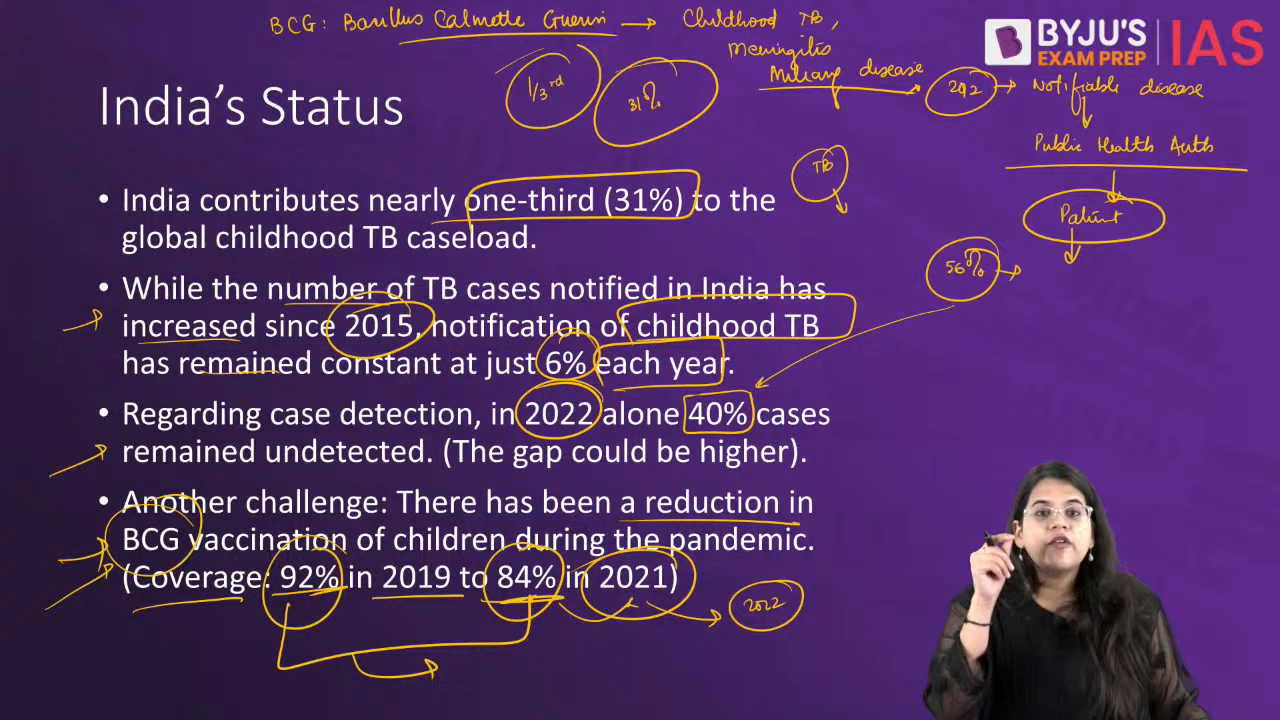 BCG: Bacillus Calmette Guerin → Childhood TB,
Meningitis
Miliary disease
BYJU'S
EXAM PREP
IAS
1/3rd
31%
2012 → Notifiable disease
Public Health Auth
Patient
TB
56%
India's Status
• India contributes nearly one-third (31%) to the
global childhood TB caseload.
• While the number of TB cases notified in India has
increased since 2015, notification of childhood TB
has remained constant at just 6% each year.
• Regarding case detection, in 2022 alone 40% cases
remained undetected. (The gap could be higher).
• Another challenge: There has been a reduction in
BCG vaccination of children during the pandemic.
(Coverage: 92% in 2019 to 84% in 2021)
2022